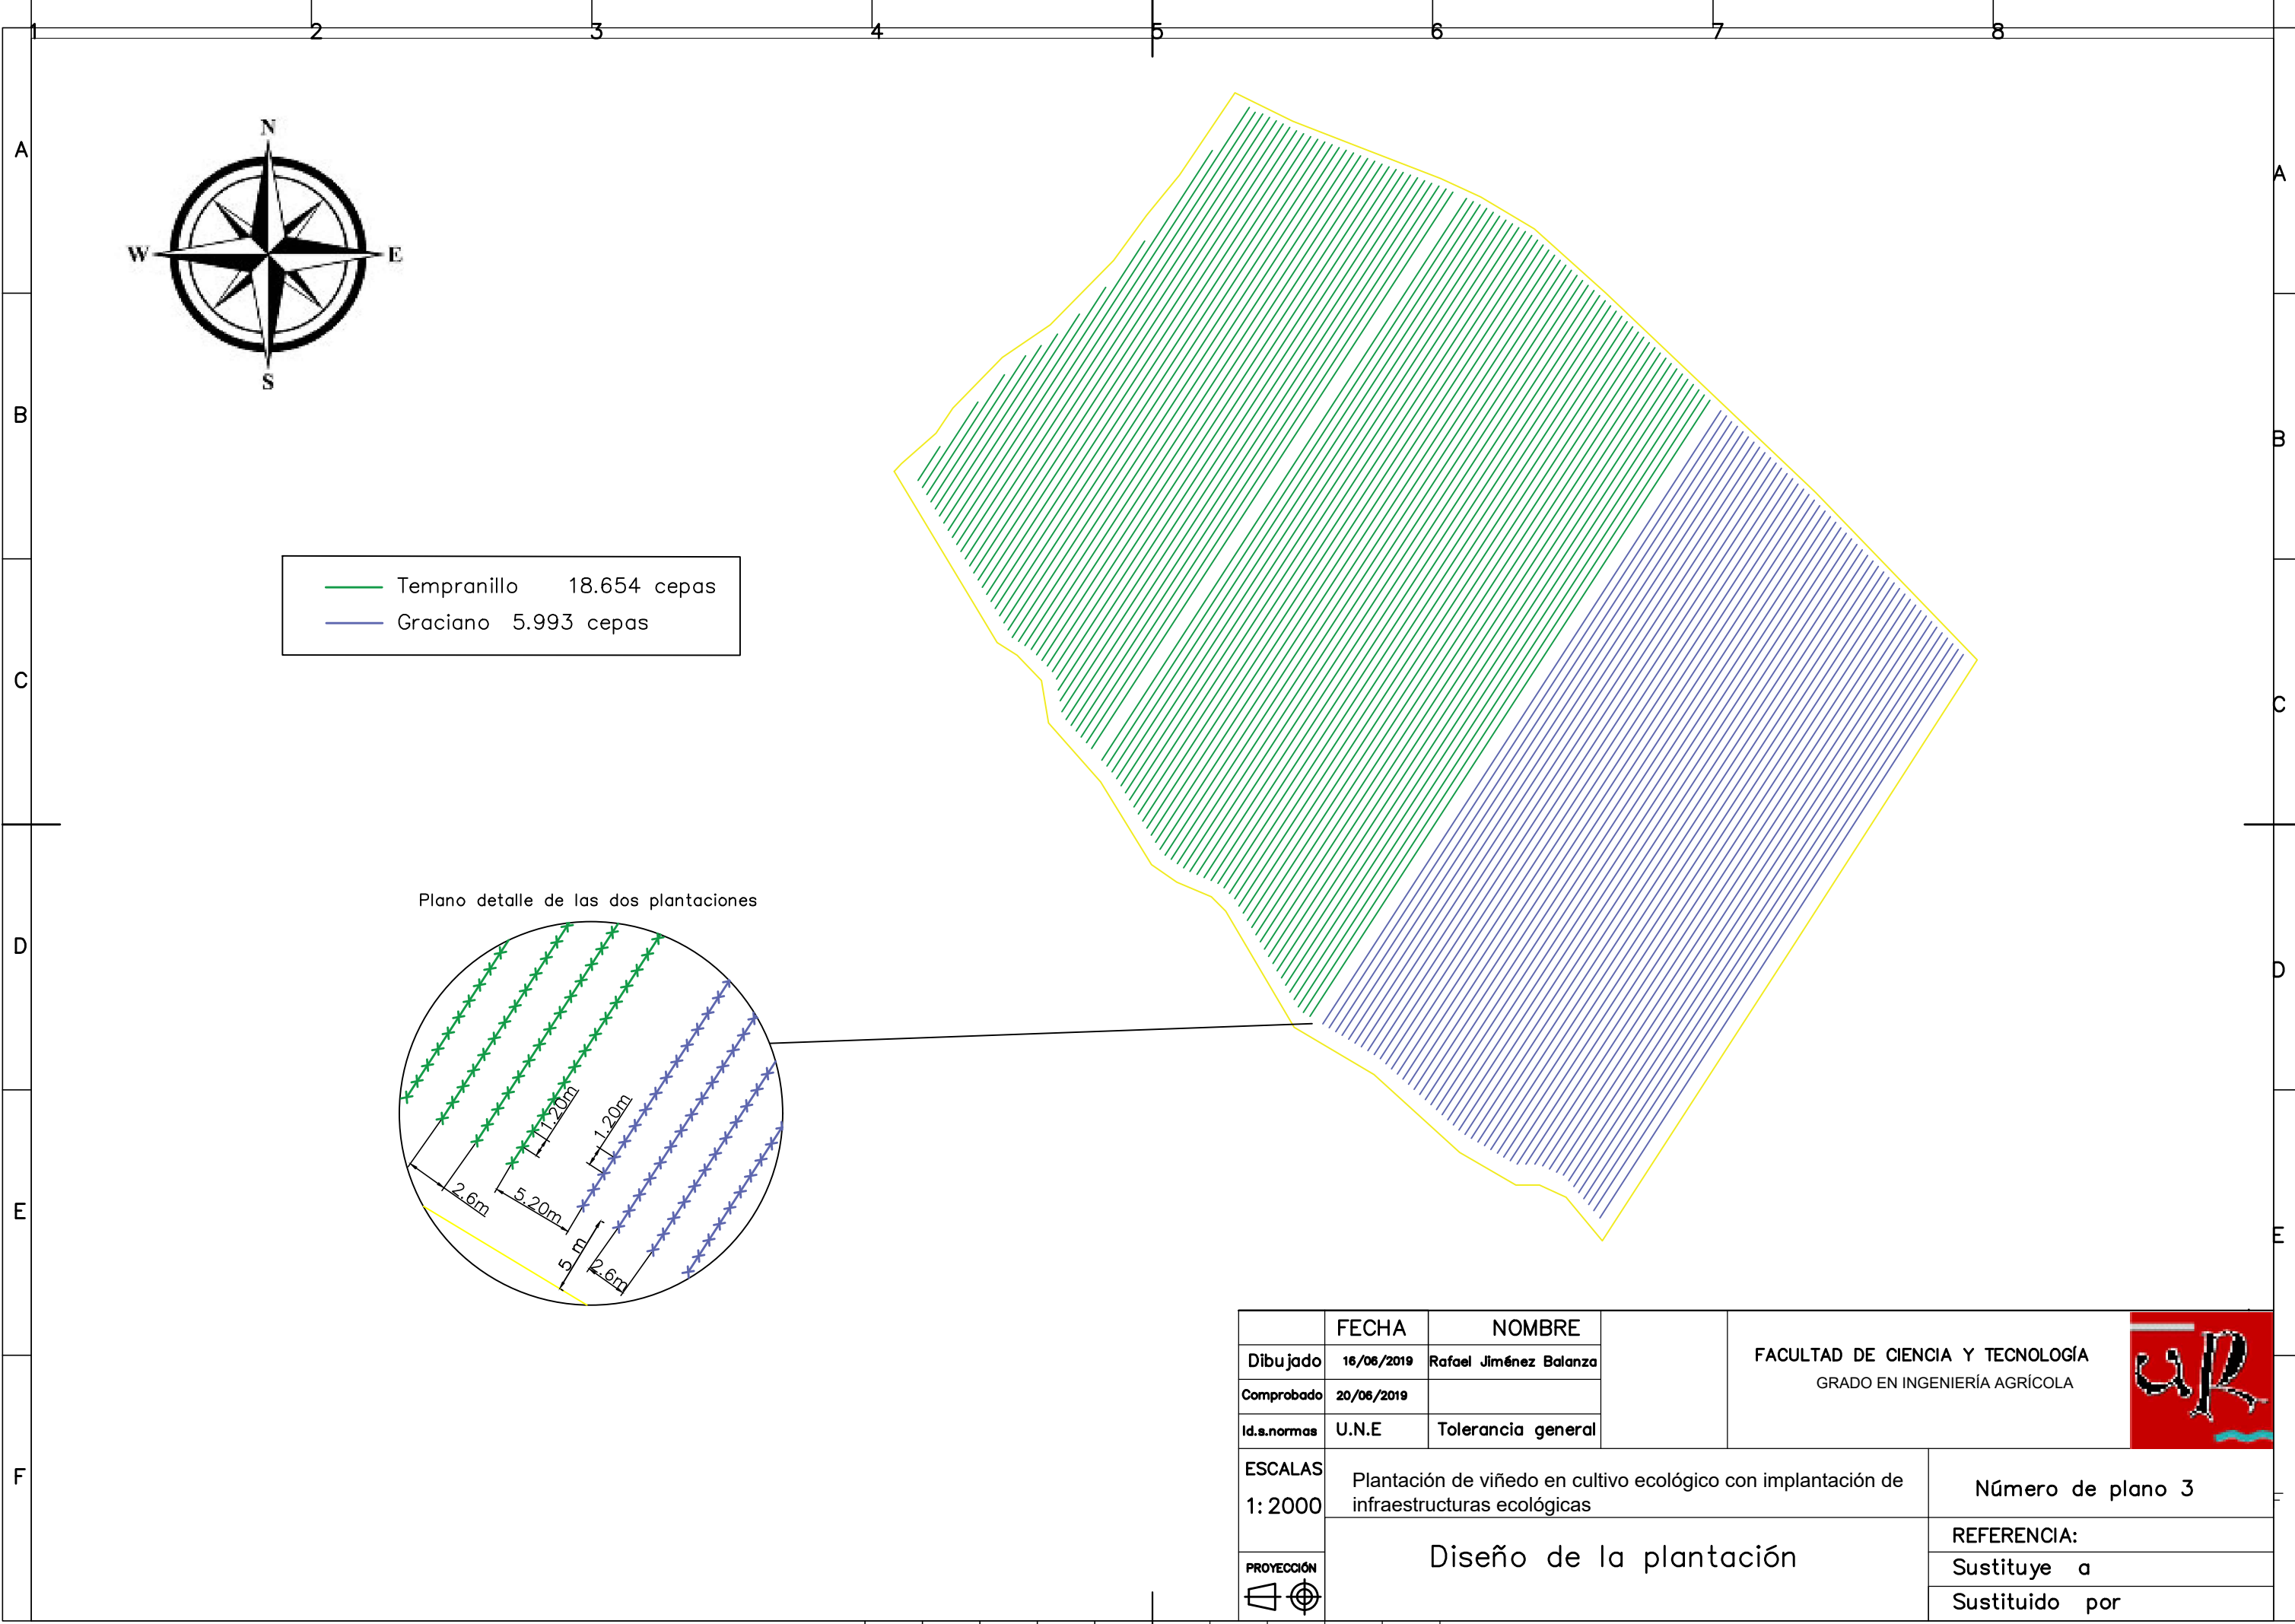 1 2 3 4 5 6 7 8
A A
B B
C C
D D
E E
F
N
W E
S
Tempranillo 18.654 cepas
Graciano 5.993 cepas
Plano detalle de las dos plantaciones
1.20m
1.20m
2.6m
5.20m
5 m
2.6m
FECHA NOMBRE
Dibujado 16/06/2019 Rafael Jiménez Balanza
Comprobado 20/06/2019
Id.s.normas U.N.E Tolerancia general
FACULTAD DE CIENCIA Y TECNOLOGÍA
GRADO EN INGENIERÍA AGRÍCOLA
uR
ESCALAS
1:2000
Plantación de viñedo en cultivo ecológico con implantación de
infraestructuras ecológicas
Número de plano 3
PROYECCIÓN
Diseño de la plantación
REFERENCIA:
Sustituye a
Sustituido por